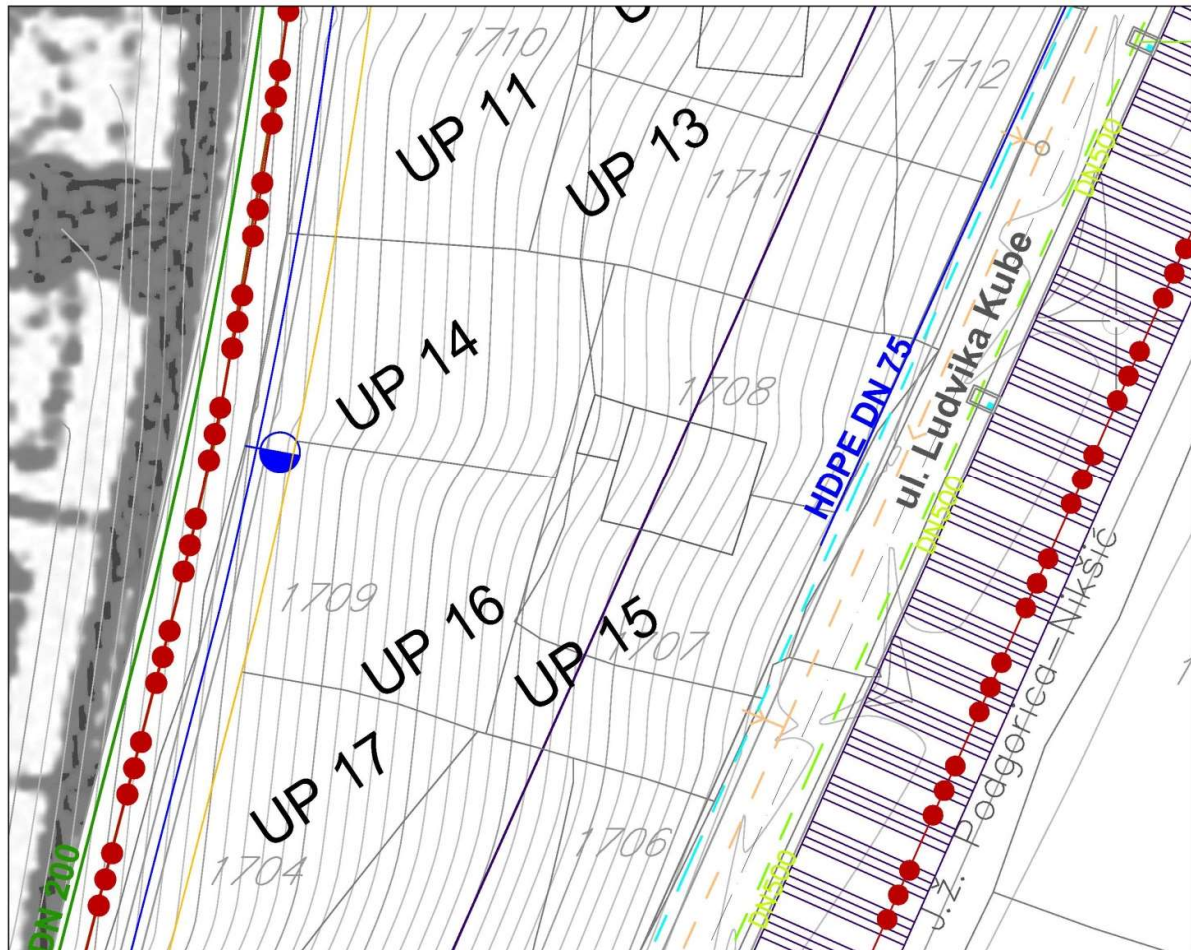 1710
1712
UP 11
UP 13
1711
DN500
ul. Ludvika Kube
UP 14
1708
HDPE DN 75
DN500
1709
UP 16
UP 15
1707
J.Ž. Podgorica-Nikšić
UP 17
1704
1706
DN 200
DN500